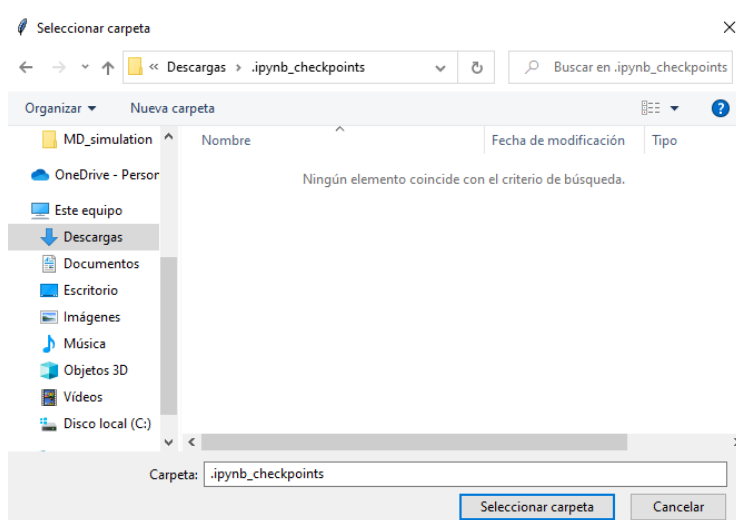 Seleccionar carpeta
« Descargas › .ipynb_checkpoints
Buscar en .ipynb_checkpoints
Organizar Nueva carpeta
Nombre Fecha de modificación Tipo
Ningún elemento coincide con el criterio de búsqueda.
MD_simulation
OneDrive - Person
Este equipo
Descargas
Documentos
Escritorio
Imágenes
Música
Objetos 3D
Vídeos
Disco local (C:)
Carpeta: .ipynb_checkpoints
Seleccionar carpeta Cancelar